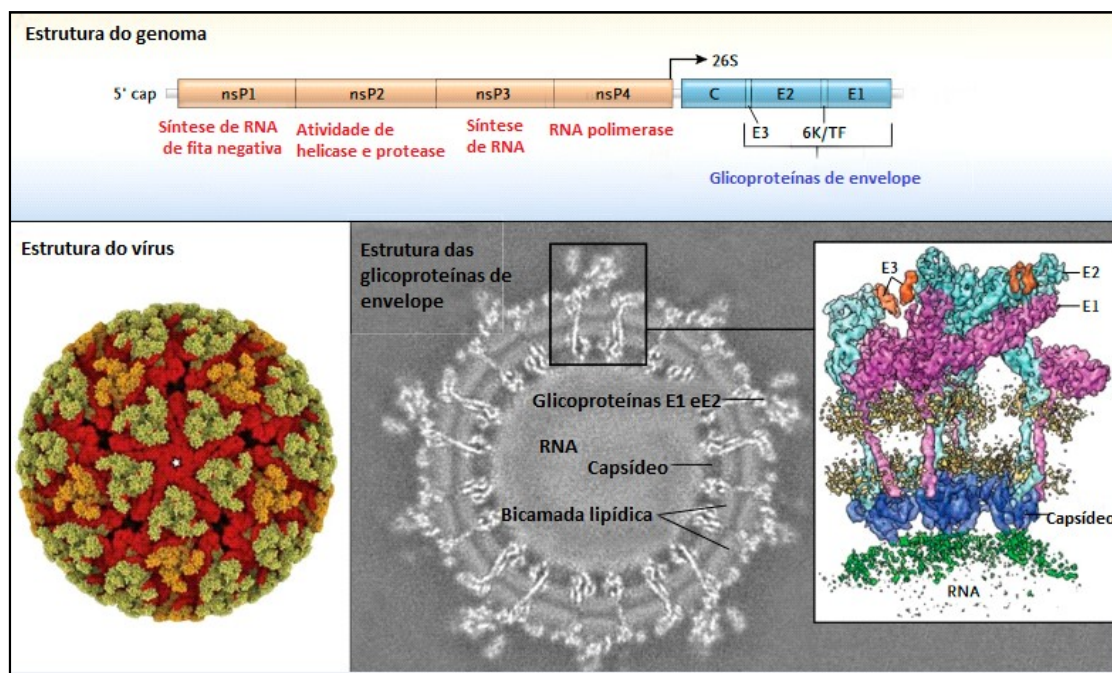 Estrutura do genoma
26S
5' cap
nsP1
nsP2
nsP3
nsP4
C
E2
E1
Síntese de RNA
de fita negativa
Atividade de
helicase e protease
Síntese
de RNA
RNA polimerase
E3
6K/TF
Glicoproteínas de envelope
Estrutura do vírus
Estrutura das
glicoproteínas de
envelope
Glicoproteínas E1 eE2
RNA
Capsídeo
Bicamada lipídica
E3
E2
E1
Capsídeo
RNA